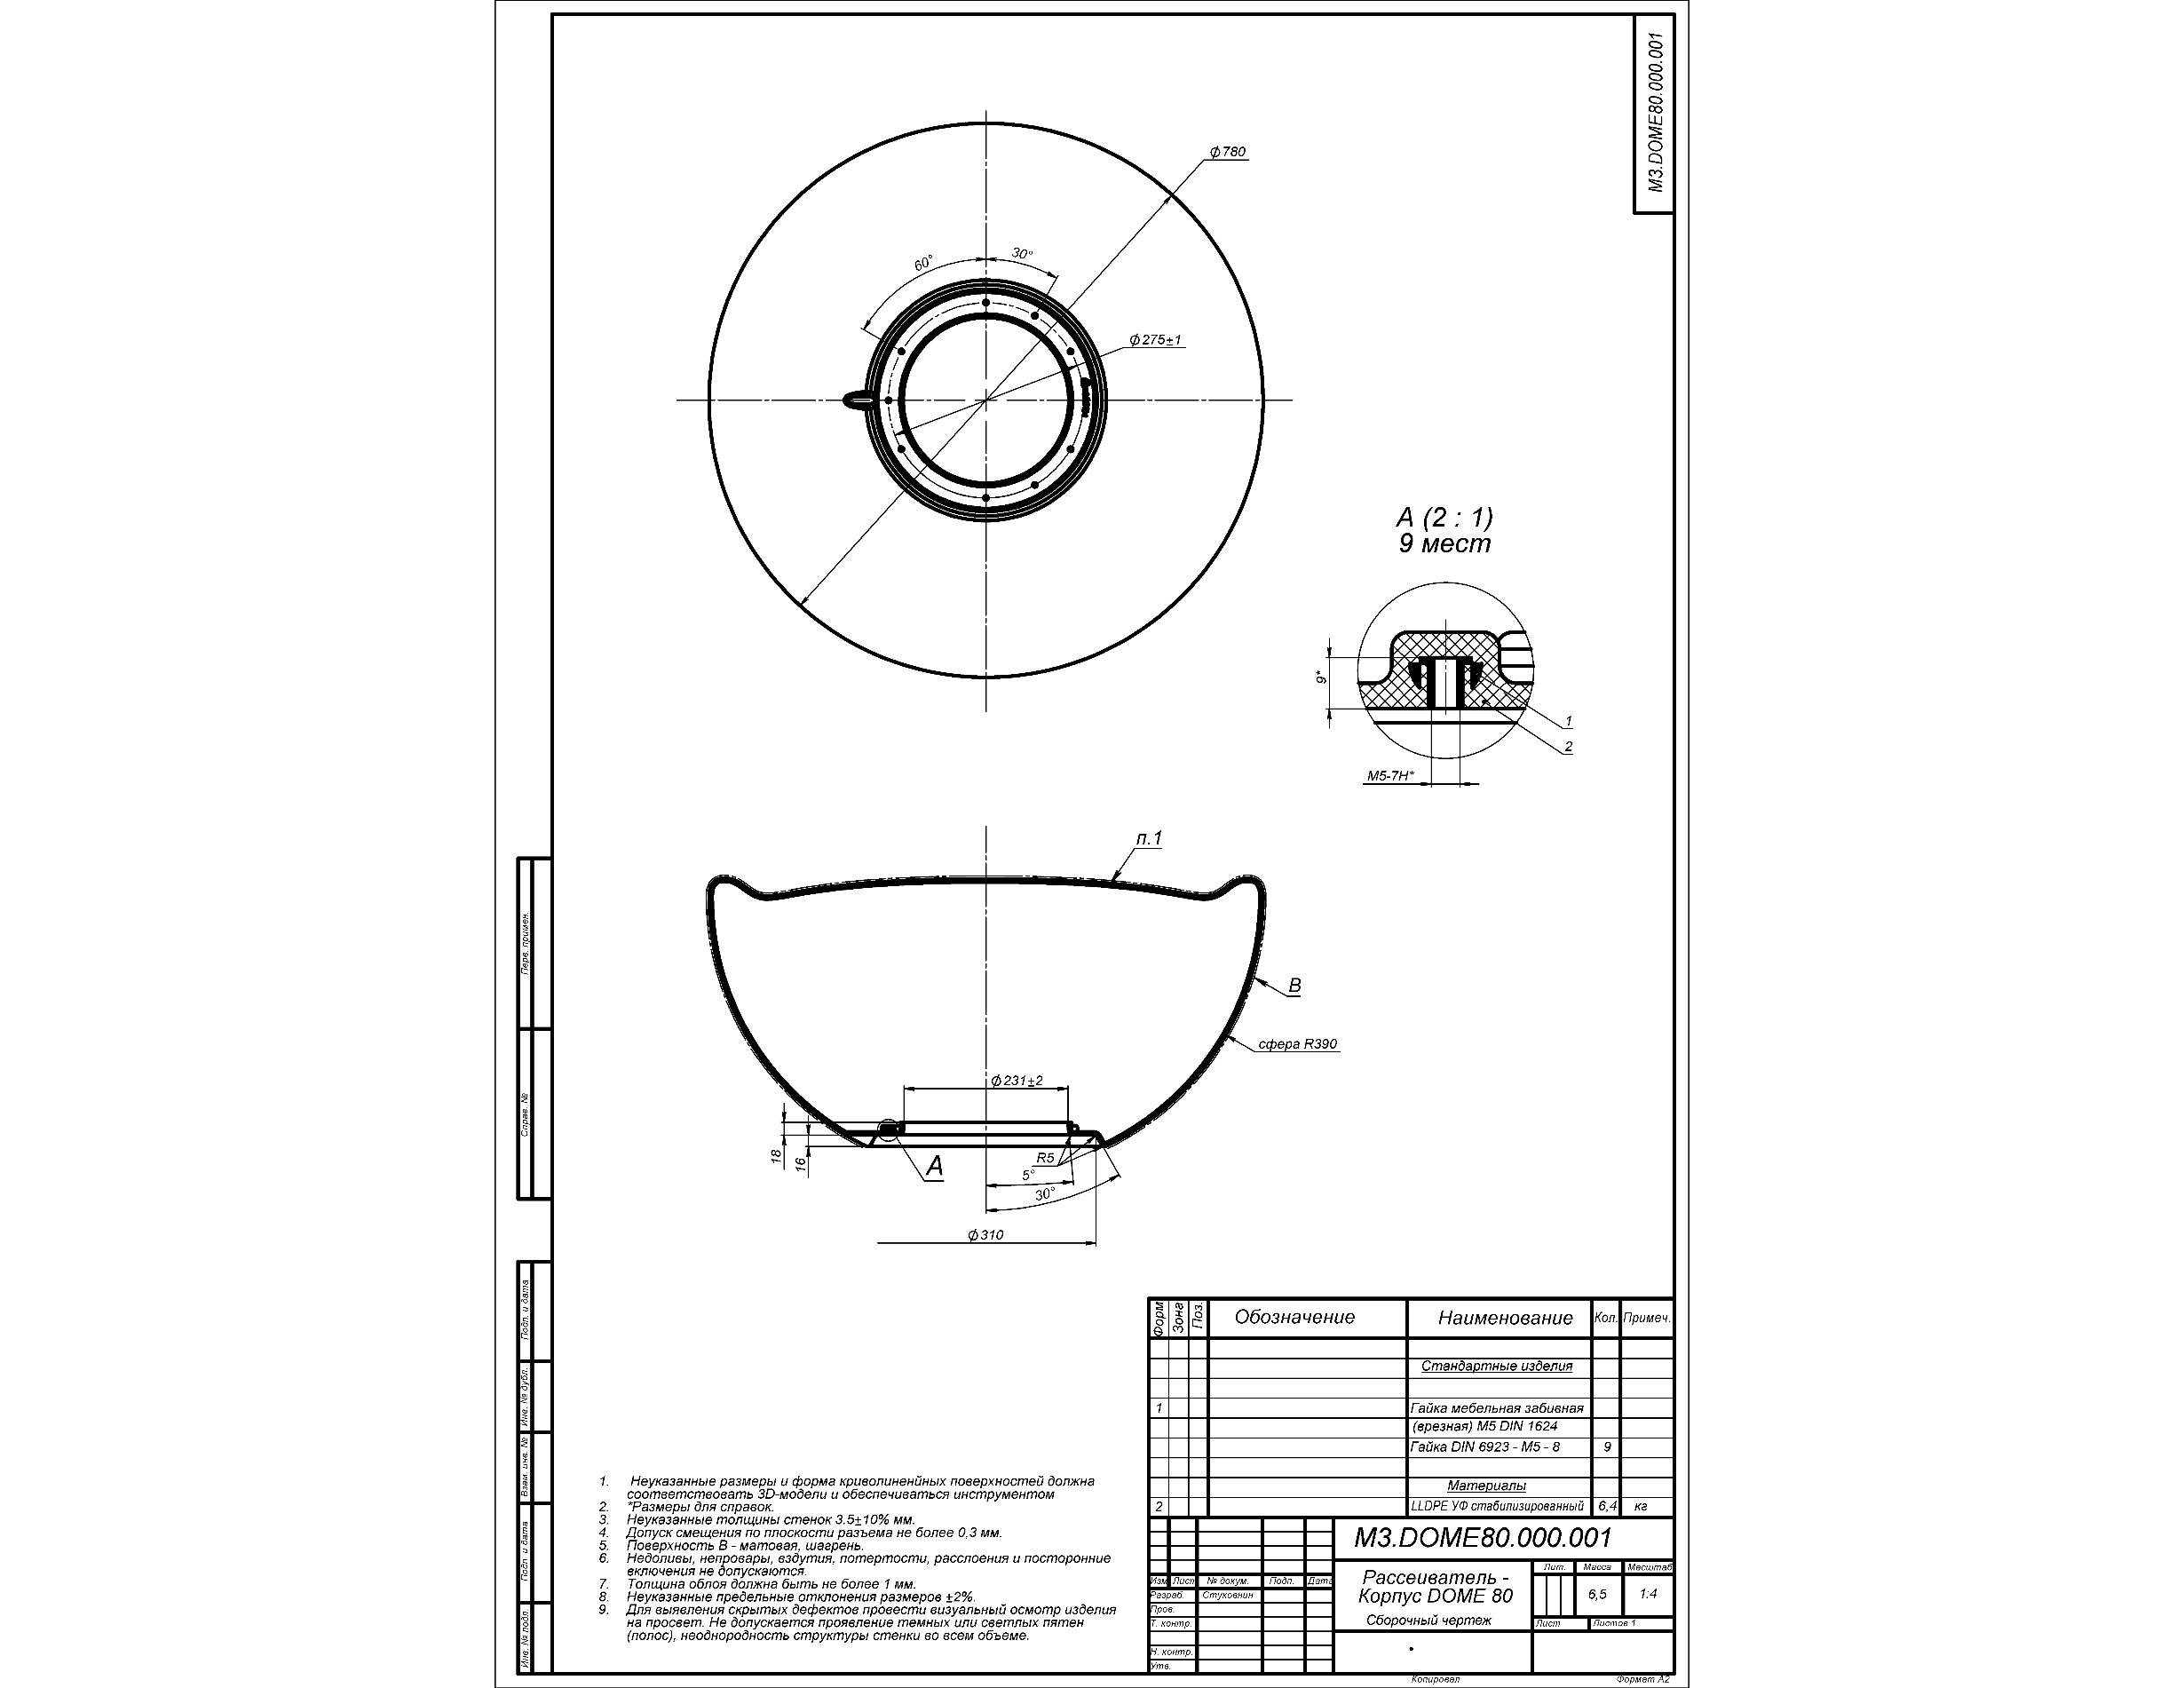 M3.DOME80.000.001
ϕ780
60°
30°
ϕ275±1
А (2 : 1)
9 мест
9*
1
2
M5-7H*
п.1
В
сфера R390
ϕ231±2
18
16
А
R5
5°
30°
ϕ310
Перв. примен.
Справ. №
Подп. и дата
Инв. № дубл.
Взам. инв. №
Подп. и дата
Инв. № подл.
Форм Зона Поз. Обозначение Наименование Кол. Примеч.
Стандартные изделия
1 Гайка мебельная забивная
(врезная) М5 DIN 1624
Гайка DIN 6923 - M5 - 8 9
Материалы
2 LLDPE УФ стабилизированный 6,4 кг
1. Неуказанные размеры и форма криволиненйных поверхностей должна
соответствовать 3D-модели и обеспечиваться инструментом
2. *Размеры для справок.
3. Неуказанные толщины стенок 3.5±10% мм.
4. Допуск смещения по плоскости разъема не более 0,3 мм.
5. Поверхность В - матовая, шагрень.
6. Недоливы, непровары, вздутия, потертости, расслоения и посторонние
включения не допускаются.
7. Толщина облоя должна быть не более 1 мм.
8. Неуказанные предельные отклонения размеров ±2%.
9. Для выявления скрытых дефектов провести визуальный осмотр изделия
на просвет. Не допускается проявление темных или светлых пятен
(полос), неоднородность структуры стенки во всем объеме.
M3.DOME80.000.001
Изм Лист № докум. Подп. Дата
Разраб. Стуковнин
Пров.
Т. контр.
Н. контр.
Утв.
Рассеиватель -
Корпус DOME 80
Сборочный чертеж
Лит. Масса Масштаб
6,5 1:4
Лист Листов 1
Копировал Формат А2